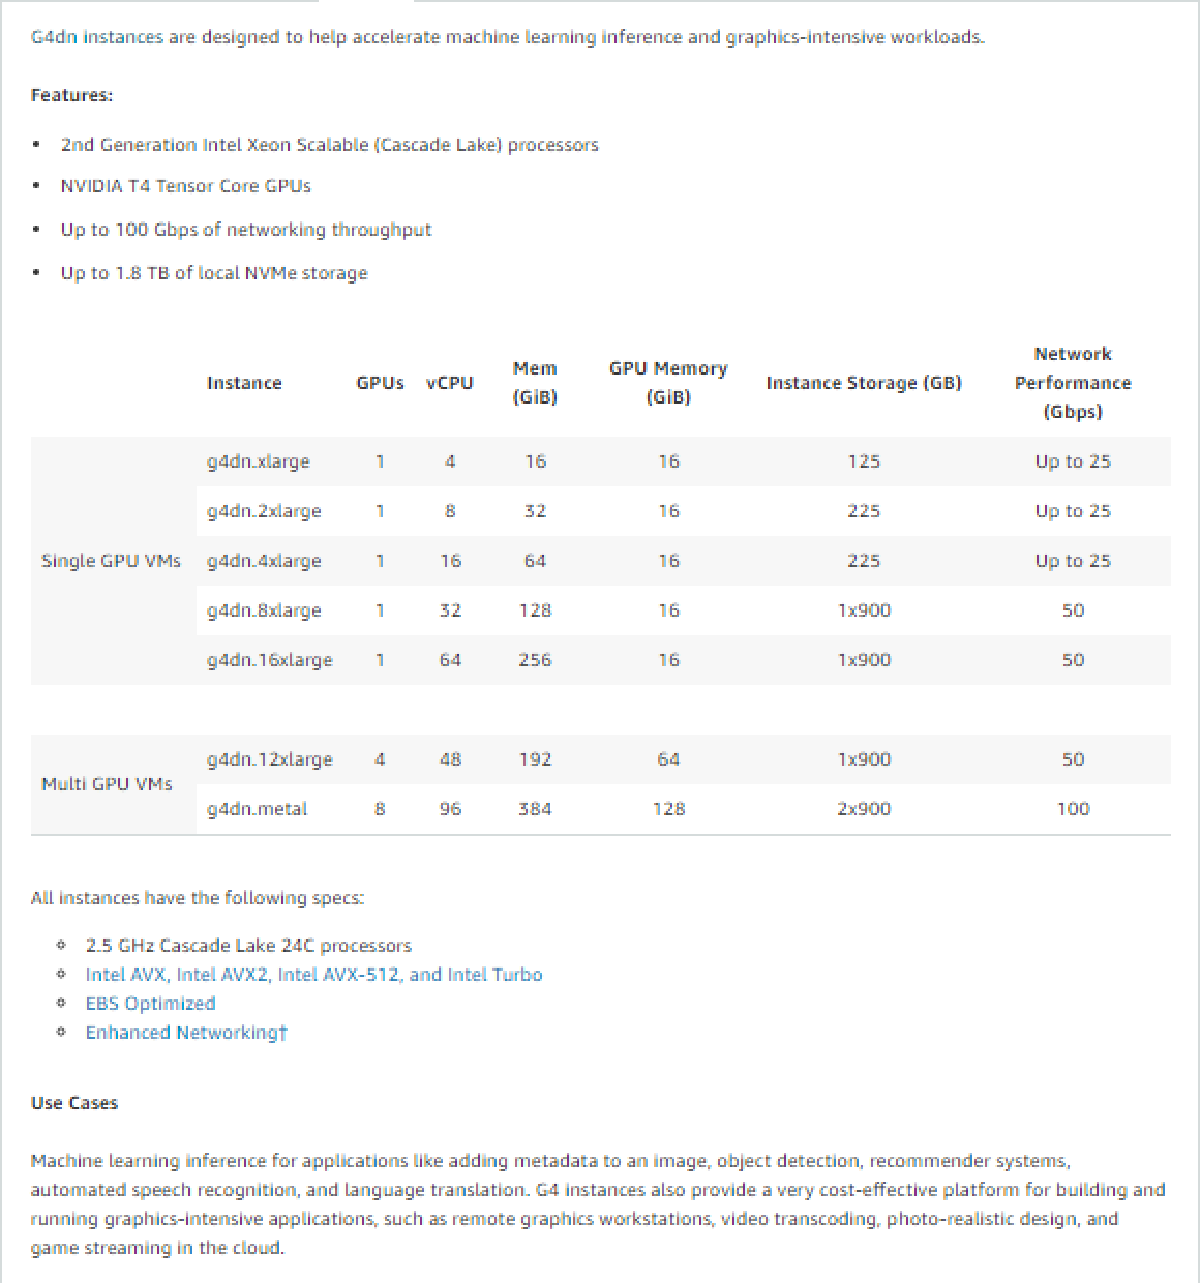 G4dn instances are designed to help accelerate machine learning inference and graphics-intensive workloads.
Features:
• 2nd Generation Intel Xeon Scalable (Cascade Lake) processors
• NVIDIA T4 Tensor Core GPUs
• Up to 100 Gbps of networking throughput
• Up to 1.8 TB of local NVMe storage
Instance GPUs vCPU Mem (GiB) GPU Memory (GiB) Instance Storage (GB) Network Performance (Gbps)
Single GPU VMs
g4dn.xlarge 1 4 16 16 125 Up to 25
g4dn.2xlarge 1 8 32 16 225 Up to 25
g4dn.4xlarge 1 16 64 16 225 Up to 25
g4dn.8xlarge 1 32 128 16 1x900 50
g4dn.16xlarge 1 64 256 16 1x900 50
Multi GPU VMs
g4dn.12xlarge 4 48 192 64 1x900 50
g4dn.metal 8 96 384 128 2x900 100
All instances have the following specs:
2.5 GHz Cascade Lake 24C processors
Intel AVX, Intel AVX2, Intel AVX-512, and Intel Turbo
EBS Optimized
Enhanced Networking†
Use Cases
Machine learning inference for applications like adding metadata to an image, object detection, recommender systems,
automated speech recognition, and language translation. G4 instances also provide a very cost-effective platform for building and
running graphics-intensive applications, such as remote graphics workstations, video transcoding, photo-realistic design, and
game streaming in the cloud.